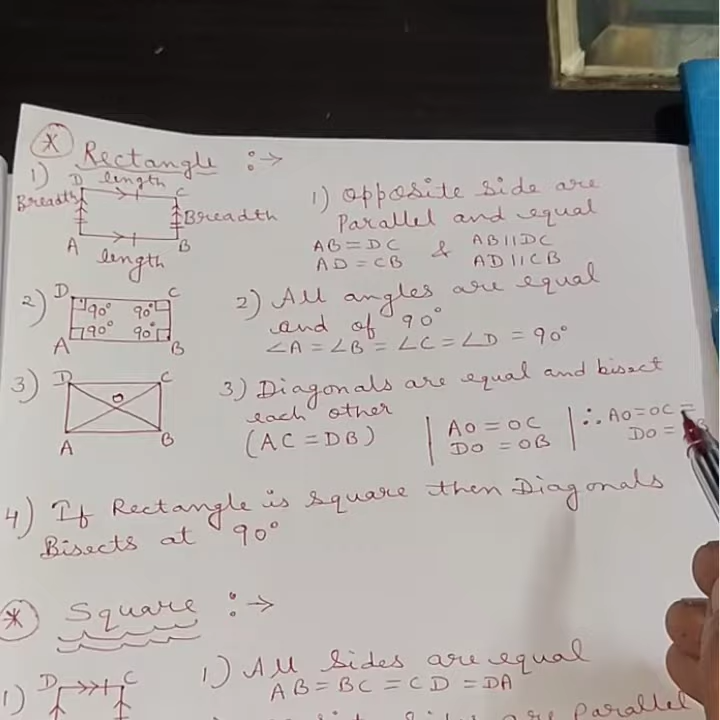 * Rectangle :→
1)
D length C
Breadth
Breadth
A B
length
1) Opposite side are
Parallel and equal
AB = DC & AB || DC
AD = CB AD || CB
2)
D C
90° 90°
90° 90°
A B
2) All angles are equal
and of 90°
∠A = ∠B = ∠C = ∠D = 90°
3)
D C
O
A B
3) Diagonals are equal and bisect
each other
(AC = DB) | AO = OC | ∴ AO = OC =
DO = OB DO =
4) If Rectangle is square then Diagonals
Bisects at 90°
* Square :→
1)
D C
1) All Sides are equal
AB = BC = CD = DA
Sides are Parallel